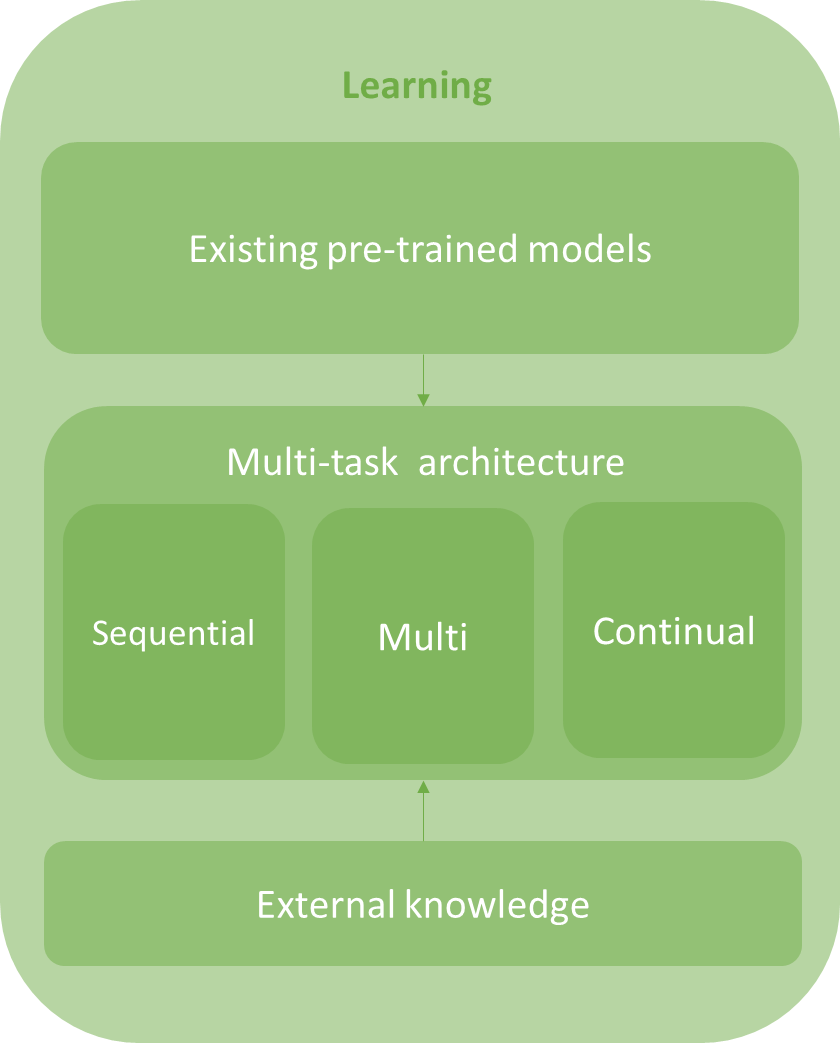 Learning
Existing pre-trained models
Multi-task  architecture
Sequential
Multi
Continual
External knowledge